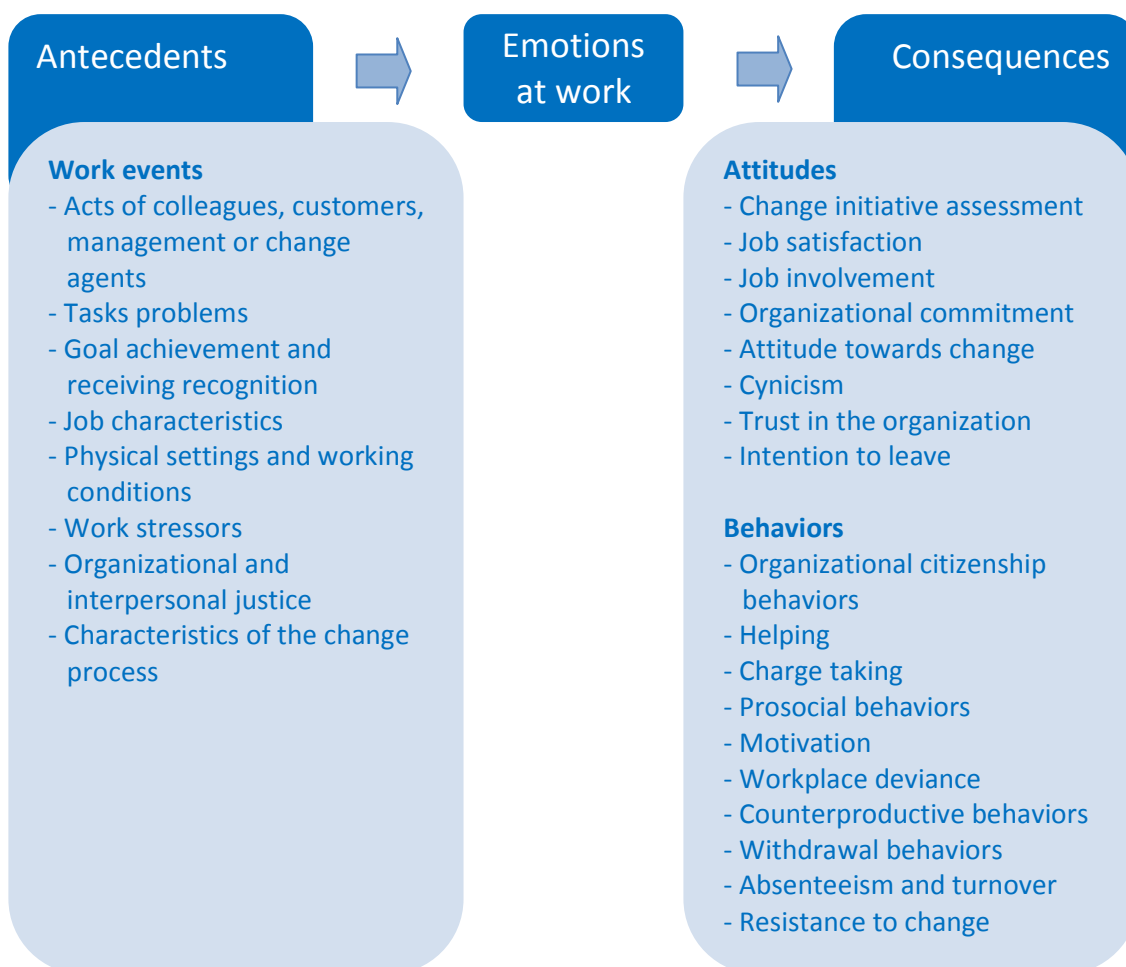 Antecedents
Emotions
at work
Consequences
Work events
- Acts of colleagues, customers,
management or change
agents
- Tasks problems
- Goal achievement and
receiving recognition
- Job characteristics
- Physical settings and working
conditions
- Work stressors
- Organizational and
interpersonal justice
- Characteristics of the change
process
Attitudes
- Change initiative assessment
- Job satisfaction
- Job involvement
- Organizational commitment
- Attitude towards change
- Cynicism
- Trust in the organization
- Intention to leave
Behaviors
- Organizational citizenship
behaviors
- Helping
- Charge taking
- Prosocial behaviors
- Motivation
- Workplace deviance
- Counterproductive behaviors
- Withdrawal behaviors
- Absenteeism and turnover
- Resistance to change